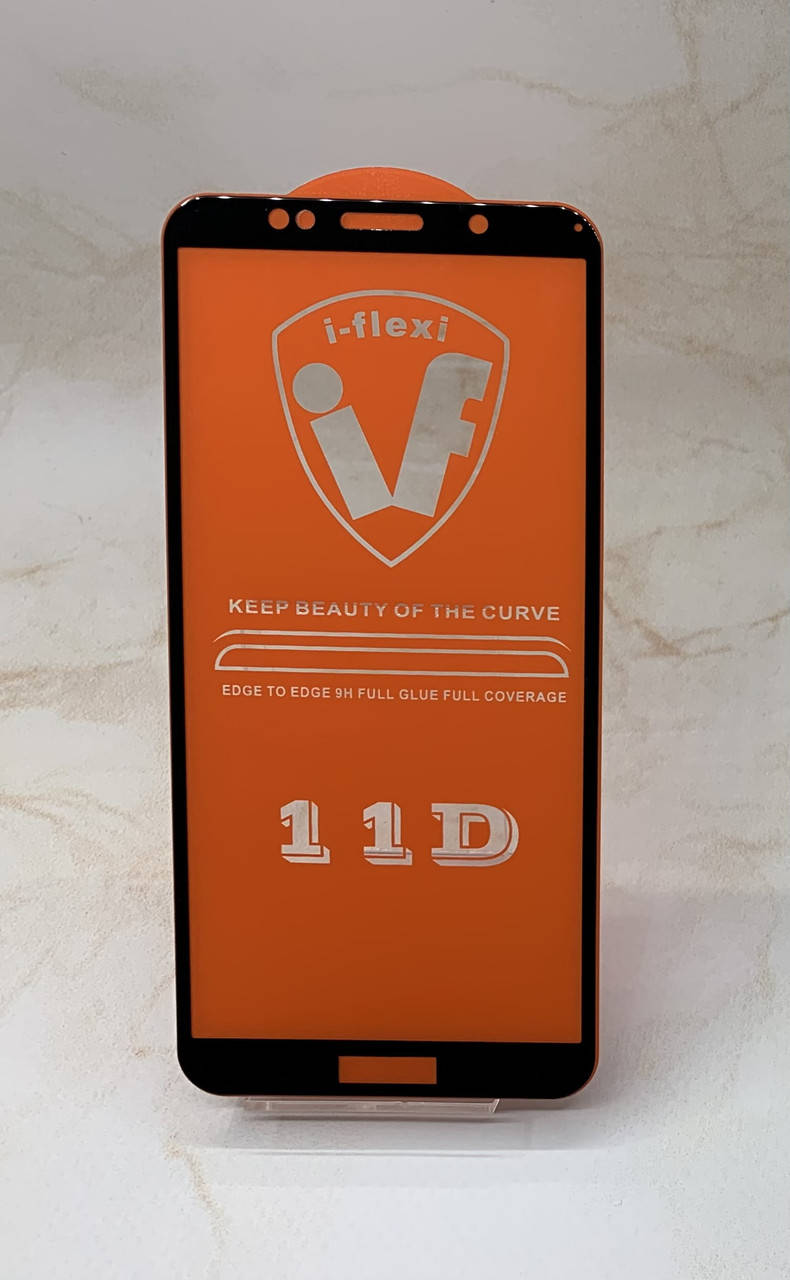 i-flexi
if
KEEP BEAUTY OF THE CURVE
EDGE TO EDGE 9H FULL GLUE FULL COVERAGE
11D